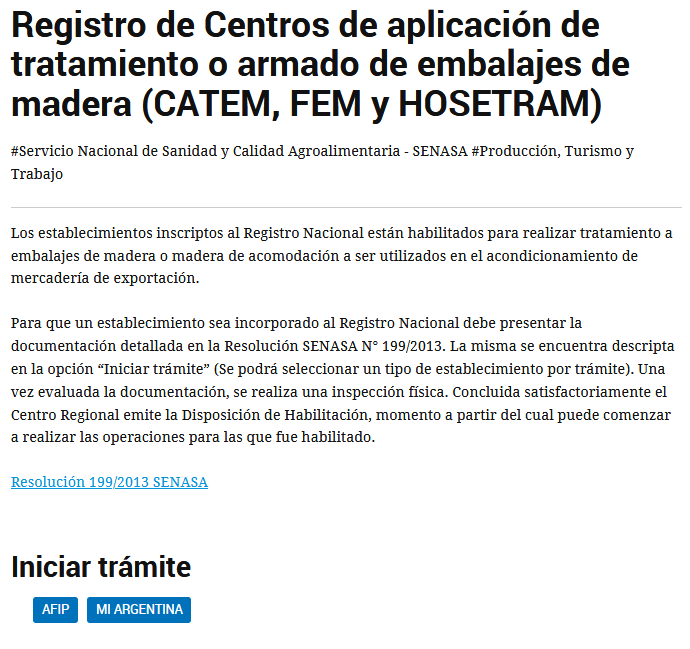 Registro de Centros de aplicación de
tratamiento o armado de embalajes de
madera (CATEM, FEM y HOSETRAM)
#Servicio Nacional de Sanidad y Calidad Agroalimentaria - SENASA #Producción, Turismo y
Trabajo
Los establecimientos inscriptos al Registro Nacional están habilitados para realizar tratamiento a
embalajes de madera o madera de acomodación a ser utilizados en el acondicionamiento de
mercadería de exportación.
Para que un establecimiento sea incorporado al Registro Nacional debe presentar la
documentación detallada en la Resolución SENASA N° 199/2013. La misma se encuentra descripta
en la opción “Iniciar trámite” (Se podrá seleccionar un tipo de establecimiento por trámite). Una
vez evaluada la documentación, se realiza una inspección física. Concluida satisfactoriamente el
Centro Regional emite la Disposición de Habilitación, momento a partir del cual puede comenzar
a realizar las operaciones para las que fue habilitado.
Resolución 199/2013 SENASA
Iniciar trámite
AFIP MI ARGENTINA